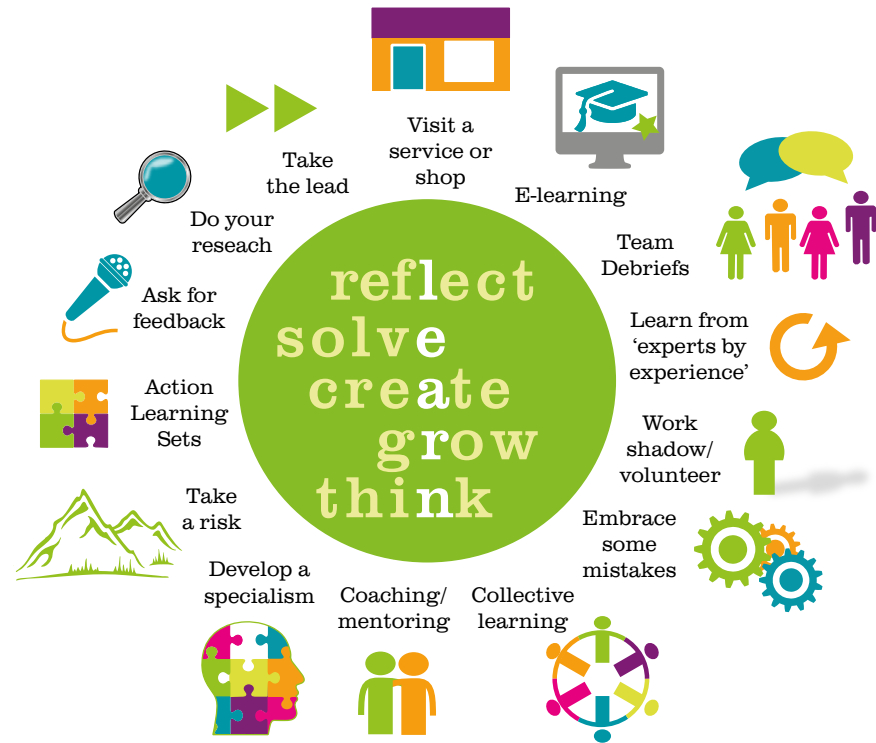 Visit a
service or
shop
E-learning
Team
Debriefs
Learn from
‘experts by
experience’
Work
shadow/
volunteer
Embrace
some
mistakes
Collective
learning
Coaching/
mentoring
Develop a
specialism
Take
a risk
Action
Learning
Sets
Ask for
feedback
Do your
reseach
Take
the lead
reflect
solve
create
grow
think